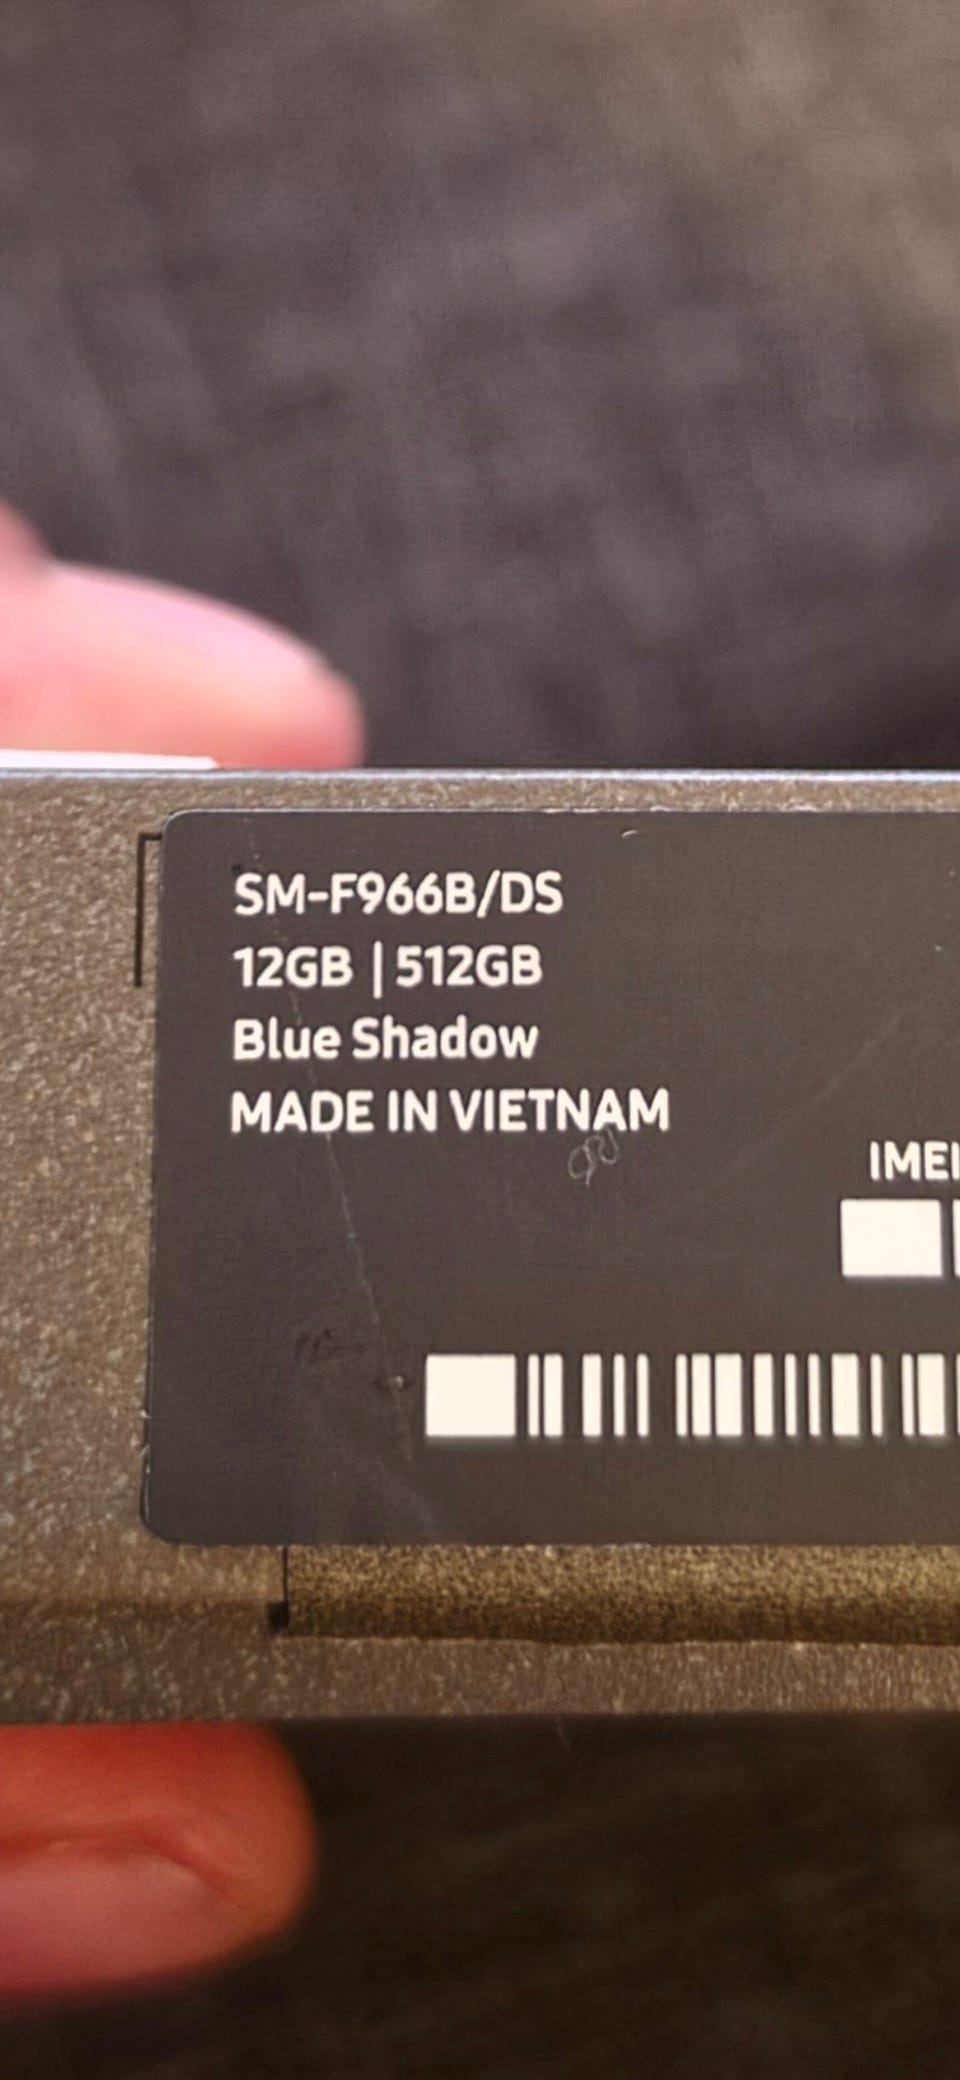 SM-F966B/DS
12GB | 512GB
Blue Shadow
MADE IN VIETNAM
IMEI